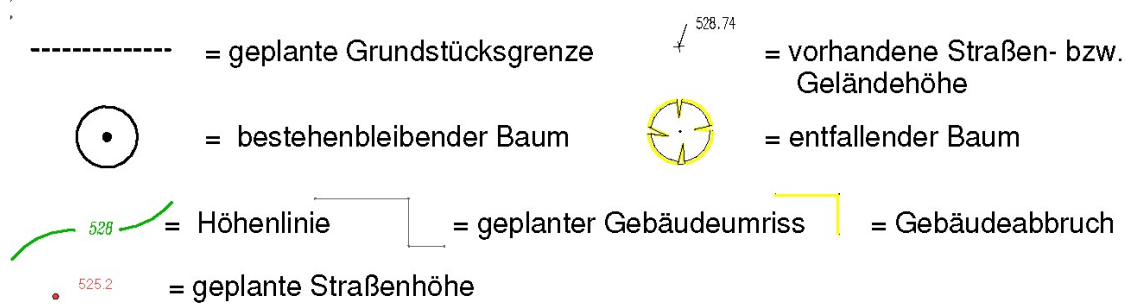 528.74
= geplante Grundstücksgrenze = vorhandene Straßen- bzw.
Geländehöhe
= bestehenbleibender Baum = entfallender Baum
528 = Höhenlinie = geplanter Gebäudeumriss = Gebäudeabbruch
525.2 = geplante Straßenhöhe